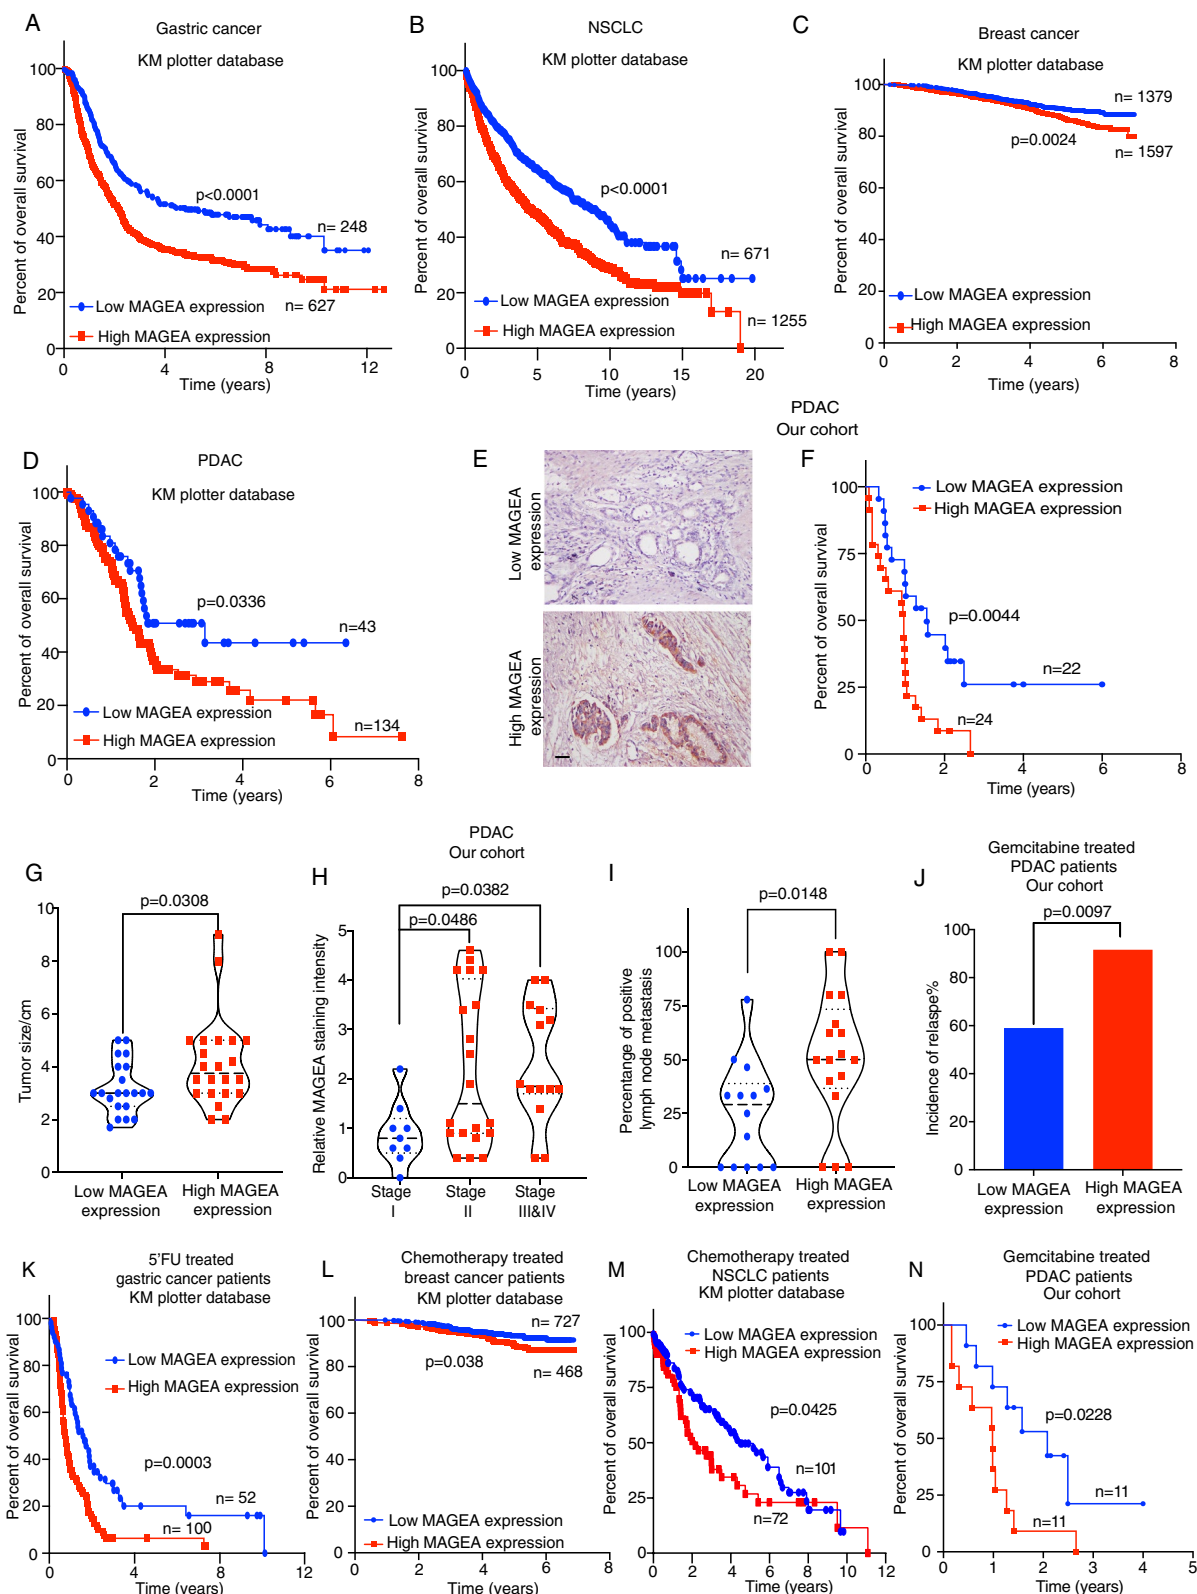 A
Gastric cancer
KM plotter database
Percent of overall survival
100
80
60
40
20
0
p<0.0001
n= 248
n= 627
Low MAGEA expression
High MAGEA expression
0
4
8
12
Time (years)
B
NSCLC
KM plotter database
Percent of overall survival
100
80
60
40
20
0
p<0.0001
n= 671
n= 1255
Low MAGEA expression
High MAGEA expression
0
5
10
15
20
Time (years)
C
Breast cancer
KM plotter database
Percent of overall survival
100
80
60
40
20
0
n= 1379
p=0.0024
n= 1597
Low MAGEA expression
High MAGEA expression
0
2
4
6
8
Time (years)
D
PDAC
KM plotter database
Percent of overall survival
100
80
60
40
20
0
p=0.0336
n=43
n=134
Low MAGEA expression
High MAGEA expression
0
2
4
6
8
Time (years)
E
Low MAGEA
expression
High MAGEA
expression
PDAC
Our cohort
F
Percent of overall survival
100
75
50
25
0
Low MAGEA expression
High MAGEA expression
p=0.0044
n=22
n=24
0
2
4
6
8
Time (years)
G
Tumor size/cm
10
8
6
4
2
0
p=0.0308
Low MAGEA
expression
High MAGEA
expression
PDAC
Our cohort
H
Relative MAGEA staining intensity
5
4
3
2
1
0
p=0.0382
p=0.0486
Stage
I
Stage
II
Stage
III&IV
I
Percentange of positive
lymph node metastasis
100
75
50
25
0
p=0.0148
Low MAGEA
expression
High MAGEA
expression
J
Gemcitabine treated
PDAC patients
Our cohort
Incidence of relaspe%
100
80
60
40
20
0
p=0.0097
Low MAGEA
expression
High MAGEA
expression
K
5'FU treated
gastric cancer patients
KM plotter database
Percent of overall survival
100
80
60
40
20
0
Low MAGEA expression
High MAGEA expression
p=0.0003
n= 52
n= 100
0
4
8
12
Time (years)
L
Chemotherapy treated
breast cancer patients
KM plotter database
Percent of overall survival
100
80
60
40
20
0
n= 727
p=0.038
n= 468
Low MAGEA expression
High MAGEA expression
0
2
4
6
8
Time (years)
M
Chemotherapy treated
NSCLC patients
KM plotter database
Percent of overall survival
100
75
50
25
0
Low MAGEA expression
High MAGEA expression
p=0.0425
n=101
n=72
0
2
4
6
8
10
12
Time (years)
N
Gemcitabine treated
PDAC patients
Our cohort
Percent of overall survival
100
75
50
25
0
Low MAGEA expression
High MAGEA expression
p=0.0228
n=11
n=11
0
1
2
3
4
5
Time (years)